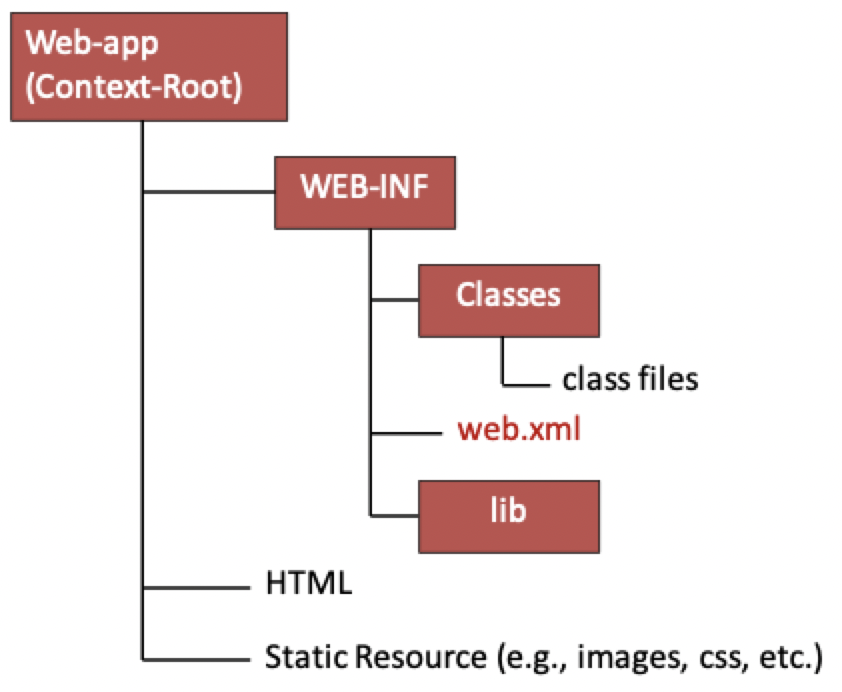 Web-app
(Context-Root)
WEB-INF
Classes
class files
web.xml
lib
HTML
Static Resource (e.g., images, css, etc.)